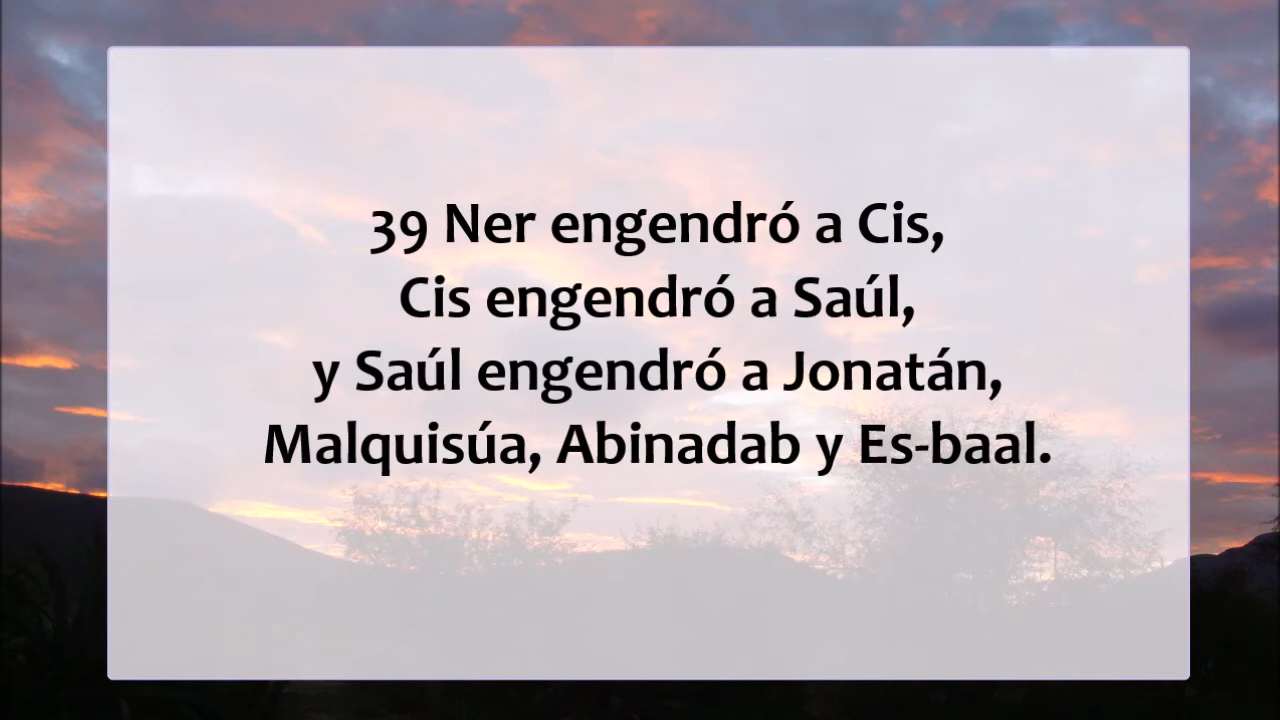 39 Ner engendró a Cis,
Cis engendró a Saúl,
y Saúl engendró a Jonatán,
Malquisúa, Abinadab y Es-baal.